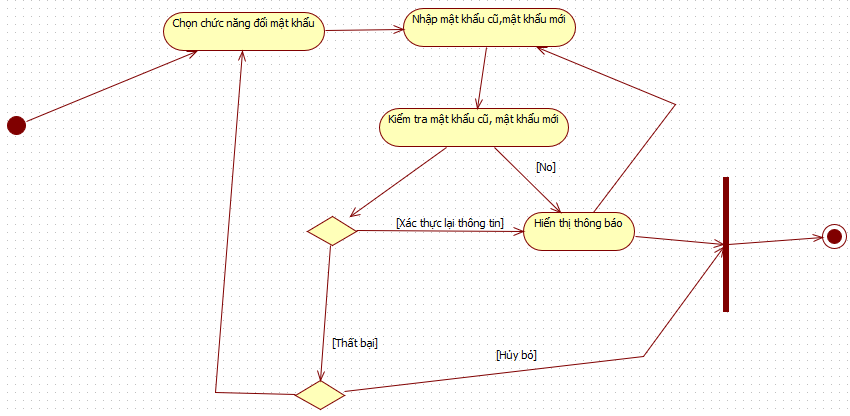 Chọn chức năng đổi mật khẩu
Nhập mật khẩu cũ,mật khẩu mới
Kiểm tra mật khẩu cũ, mật khẩu mới
[No]
[Xác thực lại thông tin]
Hiển thị thông báo
[Thất bại]
[Hủy bỏ]